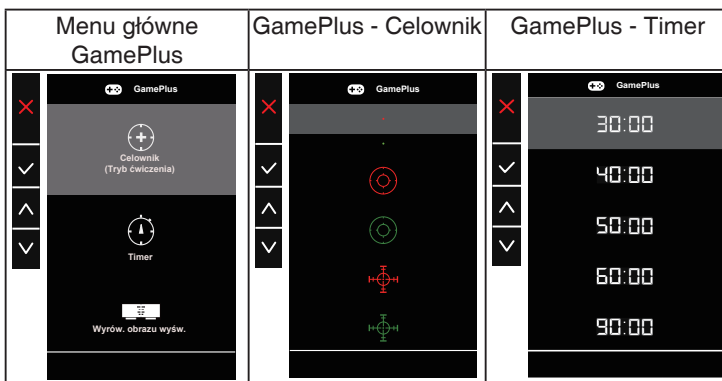 Menu główne
GamePlus
GamePlus - Celownik
GamePlus - Timer
GamePlus
Celownik
(Tryb ćwiczenia)
Timer
Wyrów. obrazu wyśw.
GamePlus
GamePlus
30:00
40:00
50:00
60:00
90:00